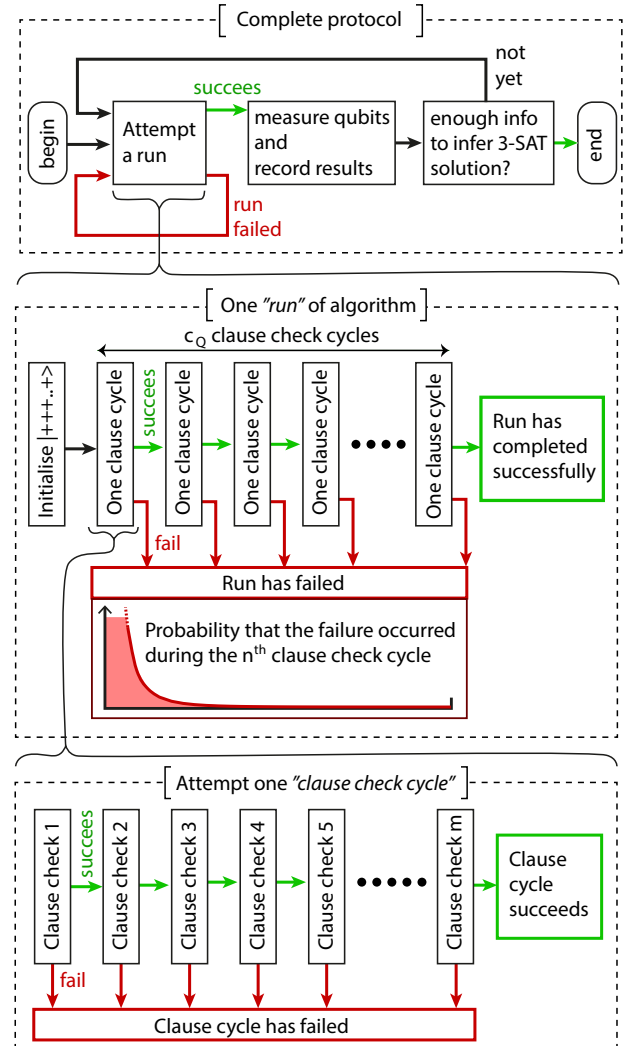 Complete protocol
not
yet
succees
begin
Attempt
a run
measure qubits
and
record results
enough info
to infer 3-SAT
solution?
end
run
failed
One "run" of algorithm
c_Q clause check cycles
Initialise |+++..+>
One clause cycle
succees
One clause cycle
One clause cycle
One clause cycle
One clause cycle
Run has
completed
successfully
fail
Run has failed
Probability that the failure occurred
during the n^th clause check cycle
Attempt one "clause check cycle"
Clause check 1
succees
Clause check 2
Clause check 3
Clause check 4
Clause check 5
Clause check m
Clause
cycle
succeeds
fail
Clause cycle has failed